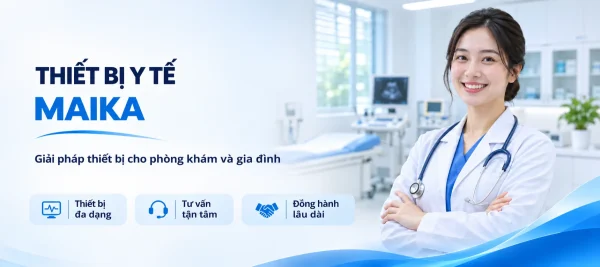 THIẾT BỊ Y TẾ
MAIKA
Giải pháp thiết bị cho phòng khám và gia đình
Thiết bị
đa dạng
Tư vấn
tận tâm
Đồng hành
lâu dài